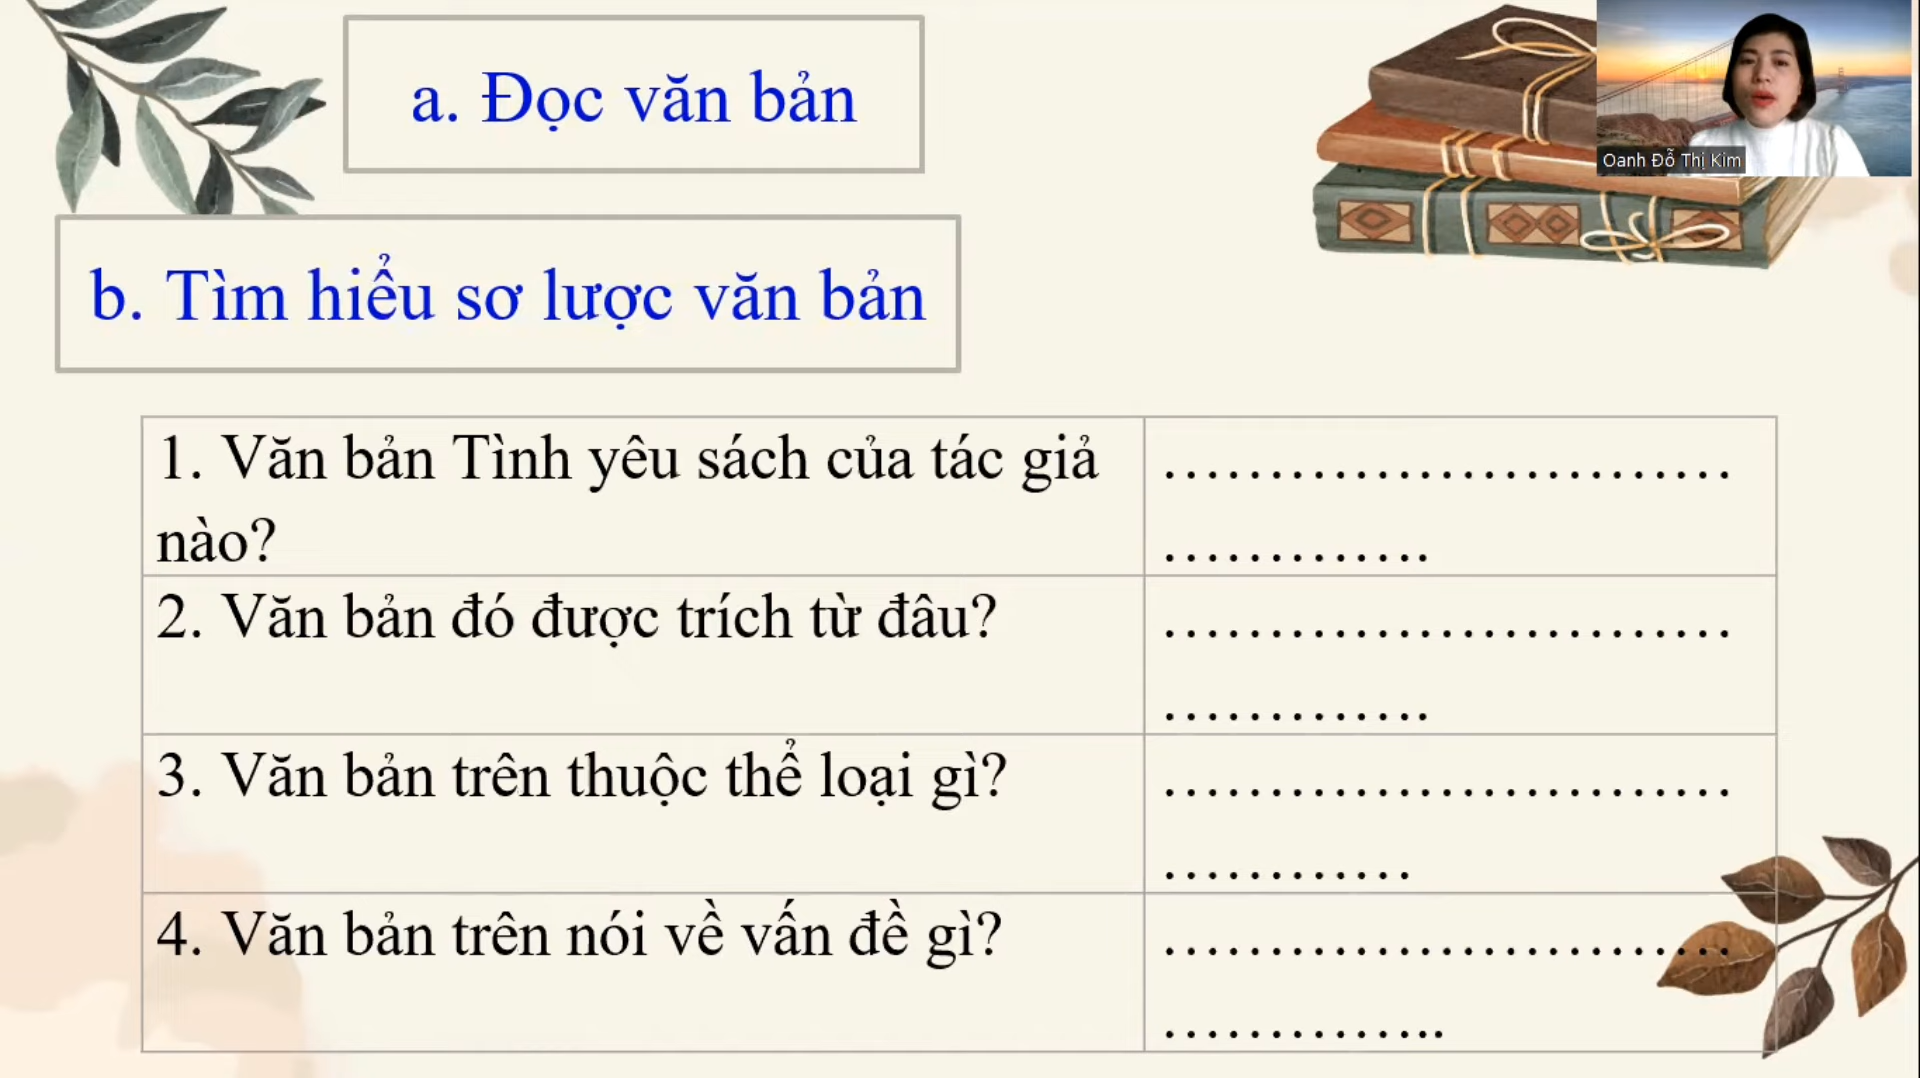 a. Đọc văn bản
Oanh Đỗ Thị Kim
b. Tìm hiểu sơ lược văn bản
1. Văn bản Tình yêu sách của tác giả
nào?
...........................
.............
2. Văn bản đó được trích từ đâu?
...........................
.............
3. Văn bản trên thuộc thể loại gì?
...........................
............
4. Văn bản trên nói về vấn đề gì?
...........................
..............